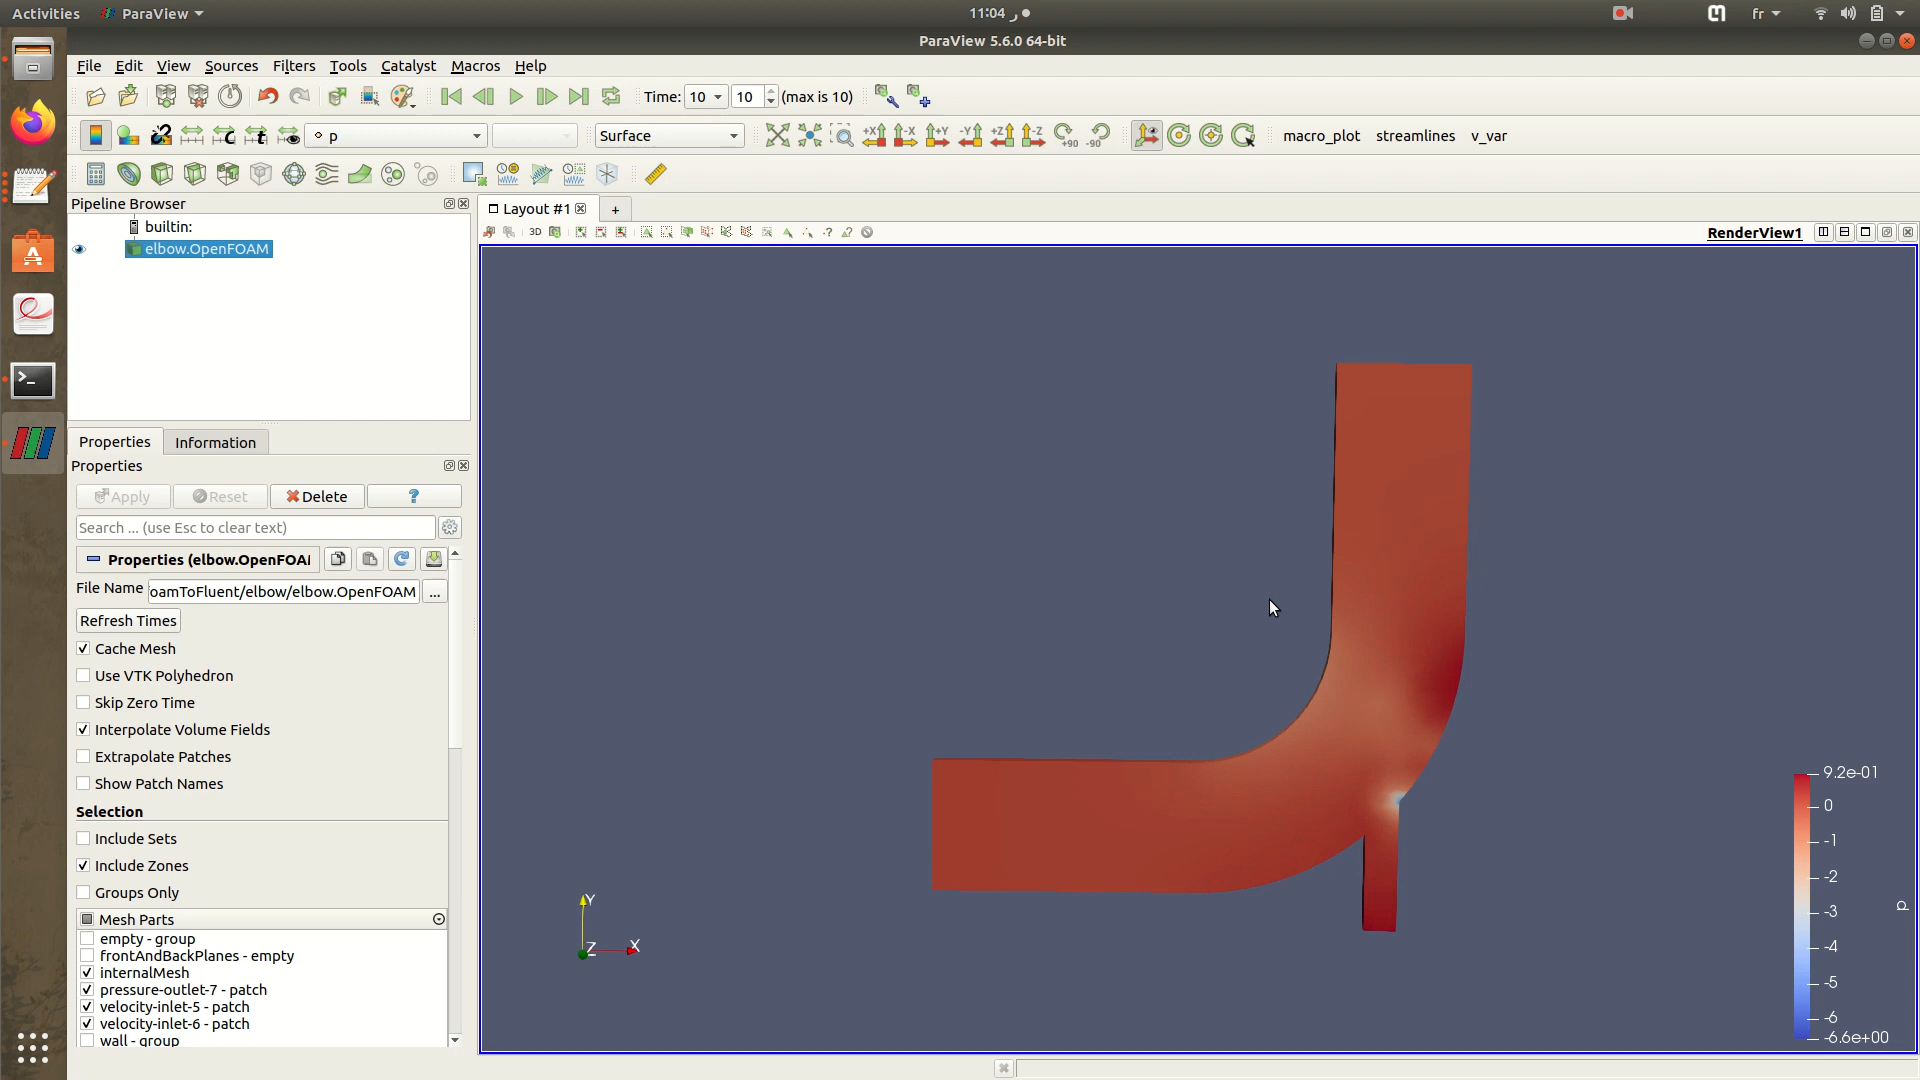 Activities ParaView 11:04 ر fr
ParaView 5.6.0 64-bit
File Edit View Sources Filters Tools Catalyst Macros Help
Time: 10 10 (max is 10)
p Surface +X -X +Y -Y +Z -Z +90 -90 macro_plot streamlines v_var
Pipeline Browser
Layout #1 +
builtin:
3D RenderView1
elbow.OpenFOAM
Properties Information
Properties
Apply Reset Delete ?
Search ... (use Esc to clear text)
Properties (elbow.OpenFOAM
File Name oamToFluent/elbow/elbow.OpenFOAM ...
Refresh Times
Cache Mesh
Use VTK Polyhedron
Skip Zero Time
Interpolate Volume Fields
Extrapolate Patches
Show Patch Names
Selection
Include Sets
Include Zones
Groups Only
Mesh Parts
empty - group
frontAndBackPlanes - empty
internalMesh
pressure-outlet-7 - patch
velocity-inlet-5 - patch
velocity-inlet-6 - patch
wall - group
Y
Z
X
9.2e-01
0
-1
-2
-3
-4
-5
-6
-6.6e+00
p